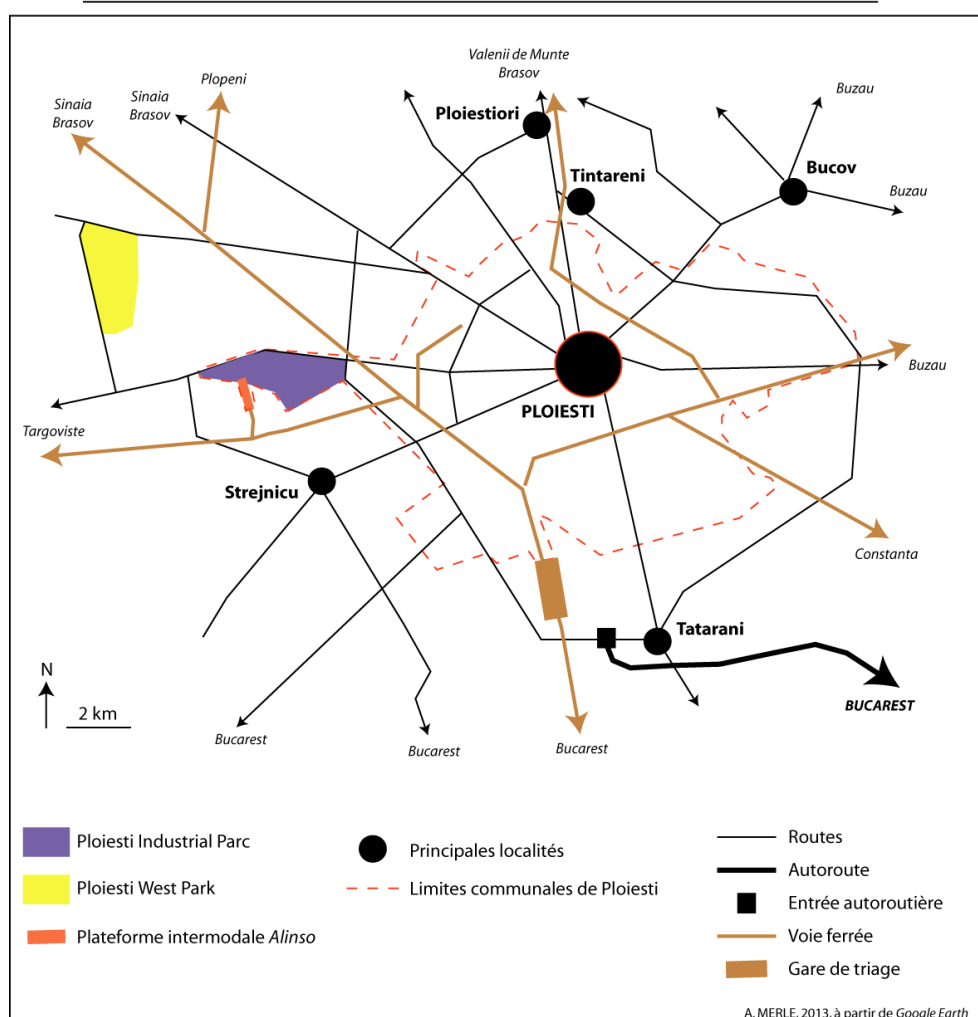 Valenii de Munte
Brasov
Plopeni
Sinaia
Brasov
Sinaia
Brasov
Buzau
Ploiestiori
Tintareni
Bucov
Buzau
Buzau
PLOIESTI
Targoviste
Strejnicu
Constanta
Tatarani
N
2 km
BUCAREST
Bucarest
Bucarest
Bucarest
Ploiesti Industrial Parc
Ploiesti West Park
Plateforme intermodale Alinso
Principales localités
Limites communales de Ploiesti
Routes
Autoroute
Entrée autoroutière
Voie ferrée
Gare de triage
A. MERLE, 2013, à partir de Google Earth